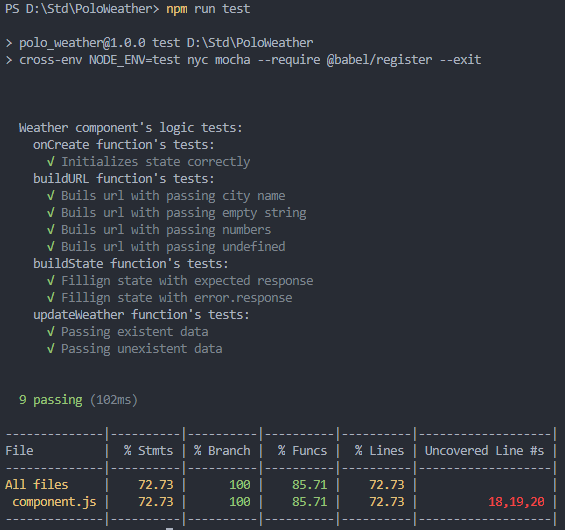 PS D:\Std\PoloWeather> npm run test
> polo_weather@1.0.0 test D:\Std\PoloWeather
> cross-env NODE_ENV=test nyc mocha --require @babel/register --exit
Weather component's logic tests:
onCreate function's tests:
√ Initializes state correctly
buildURL function's tests:
√ Buils url with passing city name
√ Buils url with passing empty string
√ Buils url with passing numbers
√ Buils url with passing undefined
buildState function's tests:
√ Fillign state with expected response
√ Fillign state with error.response
updateWeather function's tests:
√ Passing existent data
√ Passing unexistent data
9 passing (102ms)
--------------|----------|----------|----------|----------|-------------------|
File          |  % Stmts | % Branch |  % Funcs |  % Lines | Uncovered Line #s |
--------------|----------|----------|----------|----------|-------------------|
All files     |    72.73 |      100 |    85.71 |    72.73 |                   |
 component.js |    72.73 |      100 |    85.71 |    72.73 |          18,19,20 |
--------------|----------|----------|----------|----------|-------------------|